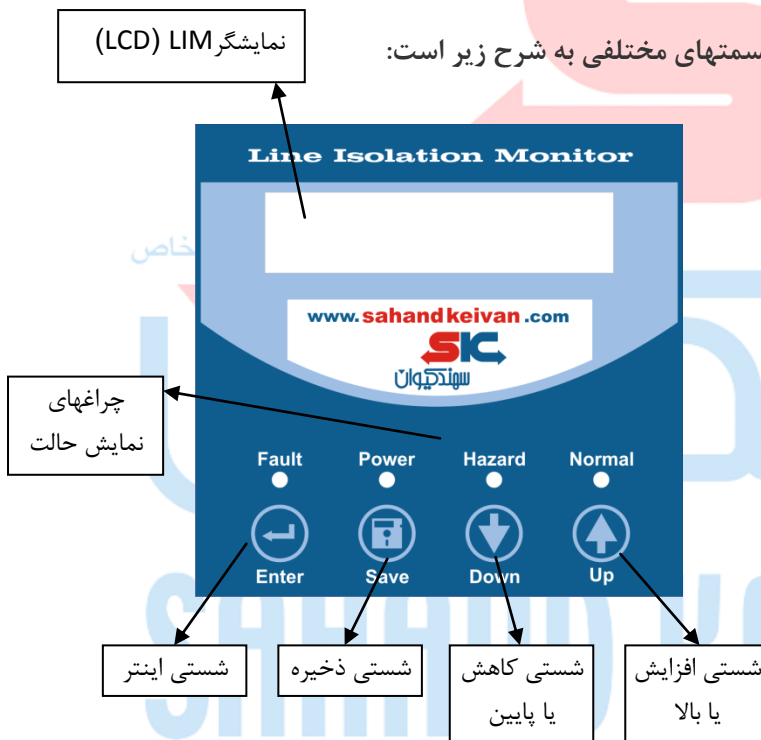 سمتهای مختلفی به شرح زیر است:
نمایشگر LIM (LCD)
Line Isolation Monitor
خاص
www.sahandkeivan.com
SK
سهندکیوان
چراغهای
نمایش حالت
Fault Power Hazard Normal
Enter Save Down Up
شستی اینتر
شستی ذخیره
شستی کاهش
یا پایین
شستی افزایش
یا بالا